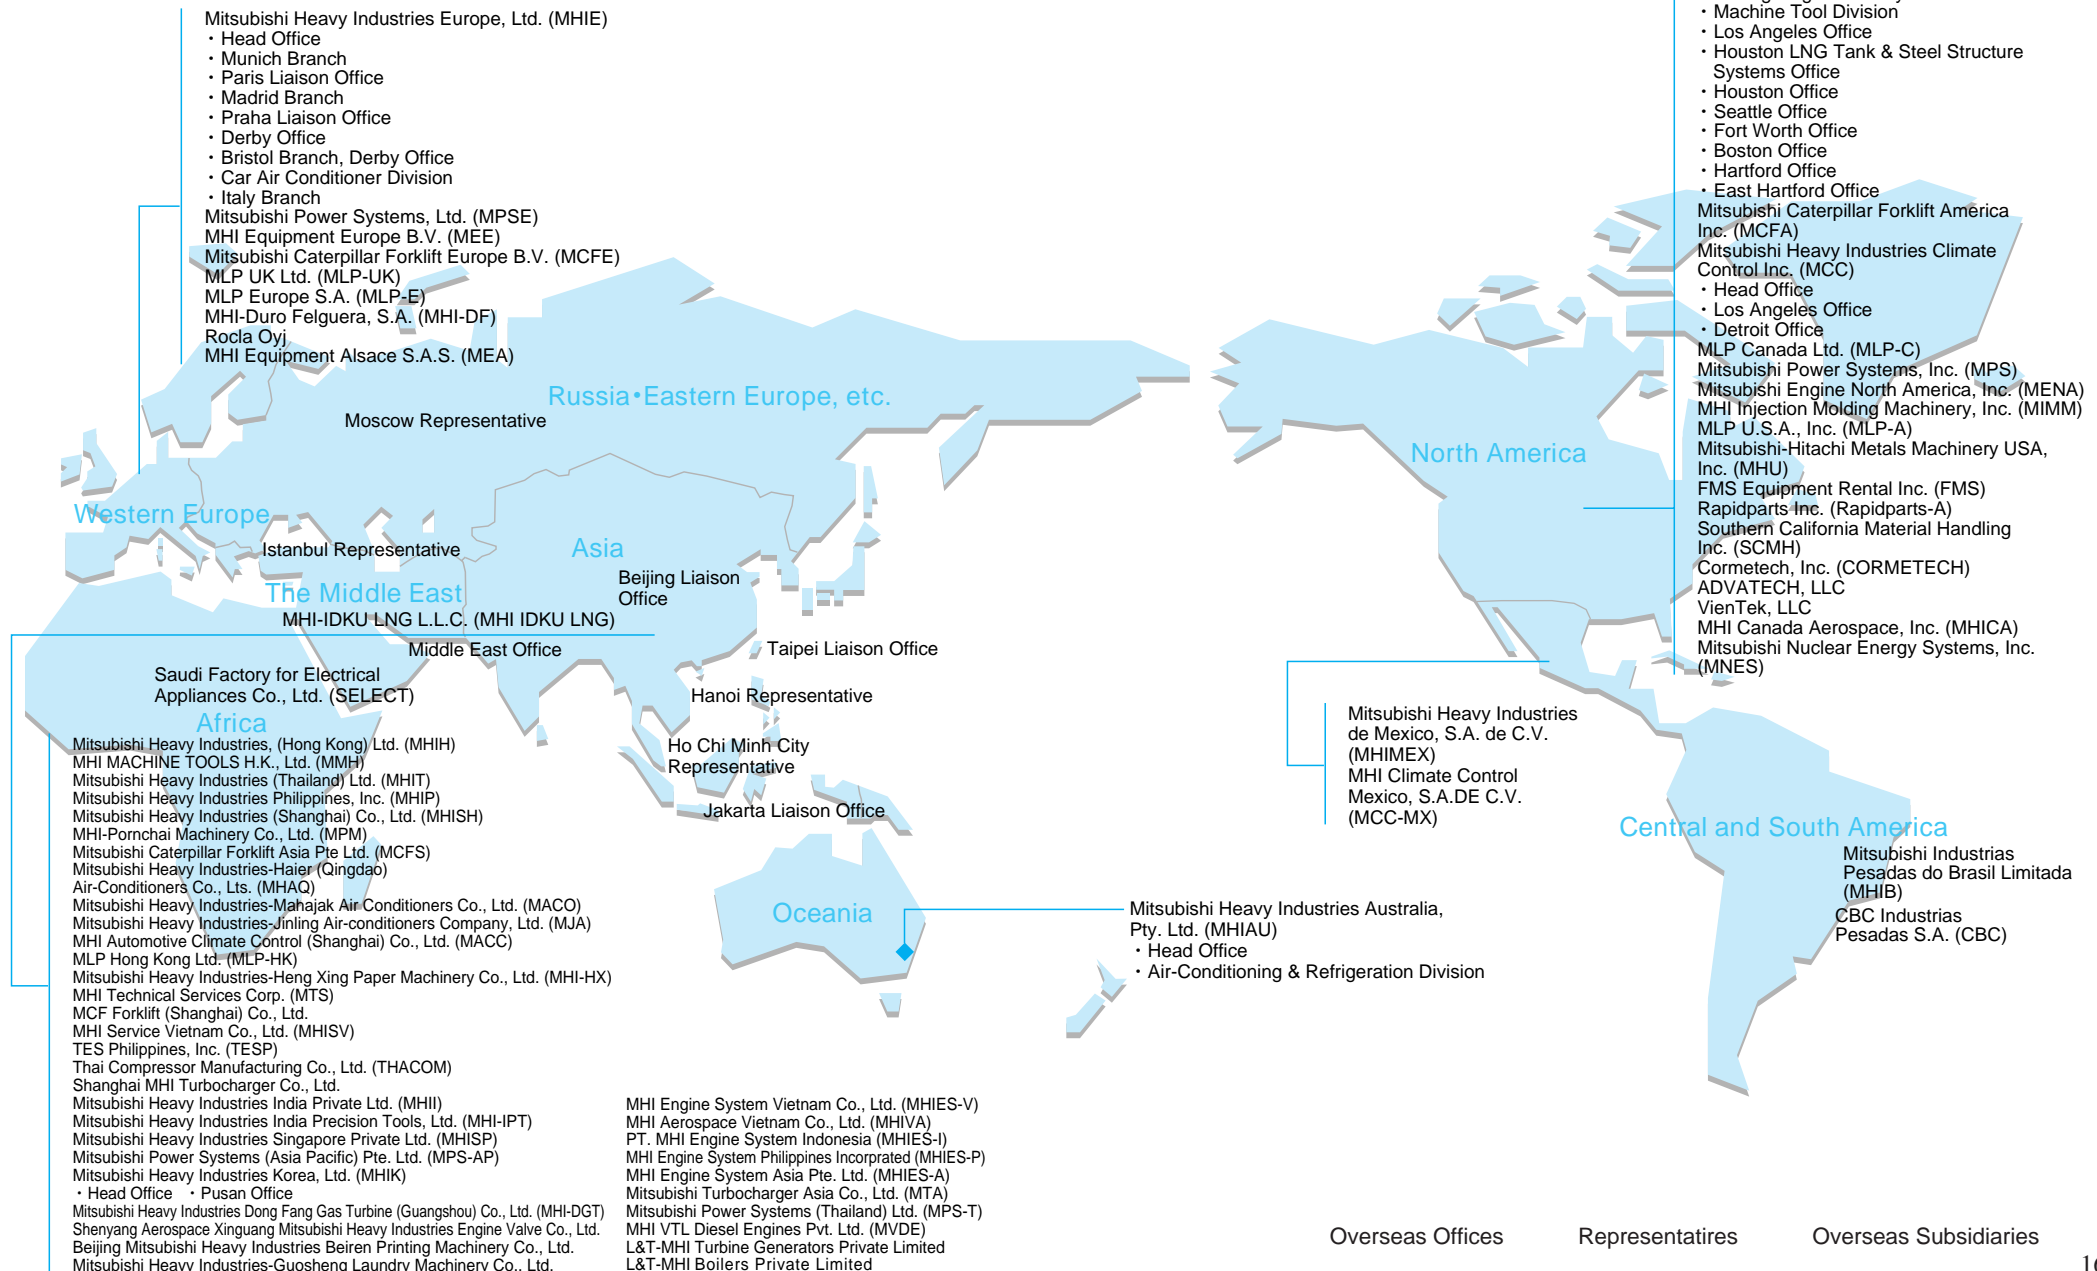 Mitsubishi Heavy Industries Europe, Ltd. (MHIE)
・Head Office
・Munich Branch
・Paris Liaison Office
・Madrid Branch
・Praha Liaison Office
・Derby Office
・Bristol Branch, Derby Office
・Car Air Conditioner Division
・Italy Branch
Mitsubishi Power Systems, Ltd. (MPSE)
MHI Equipment Europe B.V. (MEE)
Mitsubishi Caterpillar Forklift Europe B.V. (MCFE)
MLP UK Ltd. (MLP-UK)
MLP Europe S.A. (MLP-E)
MHI-Duro Felguera, S.A. (MHI-DF)
Rocla Oyj
MHI Equipment Alsace S.A.S. (MEA)
・Machine Tool Division
・Los Angeles Office
・Houston LNG Tank & Steel Structure
Systems Office
・Houston Office
・Seattle Office
・Fort Worth Office
・Boston Office
・Hartford Office
・East Hartford Office
Mitsubishi Caterpillar Forklift America
Inc. (MCFA)
Mitsubishi Heavy Industries Climate
Control Inc. (MCC)
・Head Office
・Los Angeles Office
・Detroit Office
MLP Canada Ltd. (MLP-C)
Mitsubishi Power Systems, Inc. (MPS)
Mitsubishi Engine North America, Inc. (MENA)
MHI Injection Molding Machinery, Inc. (MIMM)
MLP U.S.A., Inc. (MLP-A)
Mitsubishi-Hitachi Metals Machinery USA,
Inc. (MHU)
FMS Equipment Rental Inc. (FMS)
Rapidparts Inc. (Rapidparts-A)
Southern California Material Handling
Inc. (SCMH)
Cormetech, Inc. (CORMETECH)
ADVATECH, LLC
VienTek, LLC
MHI Canada Aerospace, Inc. (MHICA)
Mitsubishi Nuclear Energy Systems, Inc.
(MNES)
Russia・Eastern Europe, etc.
Moscow Representative
North America
Western Europe
Istanbul Representative
Asia
Beijing Liaison
Office
The Middle East
MHI-IDKU LNG L.L.C. (MHI IDKU LNG)
Middle East Office
Taipei Liaison Office
Saudi Factory for Electrical
Appliances Co., Ltd. (SELECT)
Hanoi Representative
Africa
Ho Chi Minh City
Representative
Jakarta Liaison Office
Mitsubishi Heavy Industries
de Mexico, S.A. de C.V.
(MHIMEX)
MHI Climate Control
Mexico, S.A.DE C.V.
(MCC-MX)
Central and South America
Mitsubishi Industrias
Pesadas do Brasil Limitada
(MHIB)
CBC Industrias
Pesadas S.A. (CBC)
Oceania
Mitsubishi Heavy Industries Australia,
Pty. Ltd. (MHIAU)
・Head Office
・Air-Conditioning & Refrigeration Division
Mitsubishi Heavy Industries, (Hong Kong) Ltd. (MHIH)
MHI MACHINE TOOLS H.K., Ltd. (MMH)
Mitsubishi Heavy Industries (Thailand) Ltd. (MHIT)
Mitsubishi Heavy Industries Philippines, Inc. (MHIP)
Mitsubishi Heavy Industries (Shanghai) Co., Ltd. (MHISH)
MHI-Pornchai Machinery Co., Ltd. (MPM)
Mitsubishi Caterpillar Forklift Asia Pte Ltd. (MCFS)
Mitsubishi Heavy Industries-Haier (Qingdao)
Air-Conditioners Co., Lts. (MHAQ)
Mitsubishi Heavy Industries-Mahajak Air Conditioners Co., Ltd. (MACO)
Mitsubishi Heavy Industries-Jinling Air-conditioners Company, Ltd. (MJA)
MHI Automotive Climate Control (Shanghai) Co., Ltd. (MACC)
MLP Hong Kong Ltd. (MLP-HK)
Mitsubishi Heavy Industries-Heng Xing Paper Machinery Co., Ltd. (MHI-HX)
MHI Technical Services Corp. (MTS)
MCF Forklift (Shanghai) Co., Ltd.
MHI Service Vietnam Co., Ltd. (MHISV)
TES Philippines, Inc. (TESP)
Thai Compressor Manufacturing Co., Ltd. (THACOM)
Shanghai MHI Turbocharger Co., Ltd.
Mitsubishi Heavy Industries India Private Ltd. (MHII)
Mitsubishi Heavy Industries India Precision Tools, Ltd. (MHI-IPT)
Mitsubishi Heavy Industries Singapore Private Ltd. (MHISP)
Mitsubishi Power Systems (Asia Pacific) Pte. Ltd. (MPS-AP)
Mitsubishi Heavy Industries Korea, Ltd. (MHIK)
・Head Office ・Pusan Office
Mitsubishi Heavy Industries Dong Fang Gas Turbine (Guangshou) Co., Ltd. (MHI-DGT)
Shenyang Aerospace Xinguang Mitsubishi Heavy Industries Engine Valve Co., Ltd.
Beijing Mitsubishi Heavy Industries Beiren Printing Machinery Co., Ltd.
Mitsubishi Heavy Industries-Guosheng Laundry Machinery Co., Ltd.
MHI Engine System Vietnam Co., Ltd. (MHIES-V)
MHI Aerospace Vietnam Co., Ltd. (MHIVA)
PT. MHI Engine System Indonesia (MHIES-I)
MHI Engine System Philippines Incorprated (MHIES-P)
MHI Engine System Asia Pte. Ltd. (MHIES-A)
Mitsubishi Turbocharger Asia Co., Ltd. (MTA)
Mitsubishi Power Systems (Thailand) Ltd. (MPS-T)
MHI VTL Diesel Engines Pvt. Ltd. (MVDE)
L&T-MHI Turbine Generators Private Limited
L&T-MHI Boilers Private Limited
Overseas Offices
Representatires
Overseas Subsidiaries